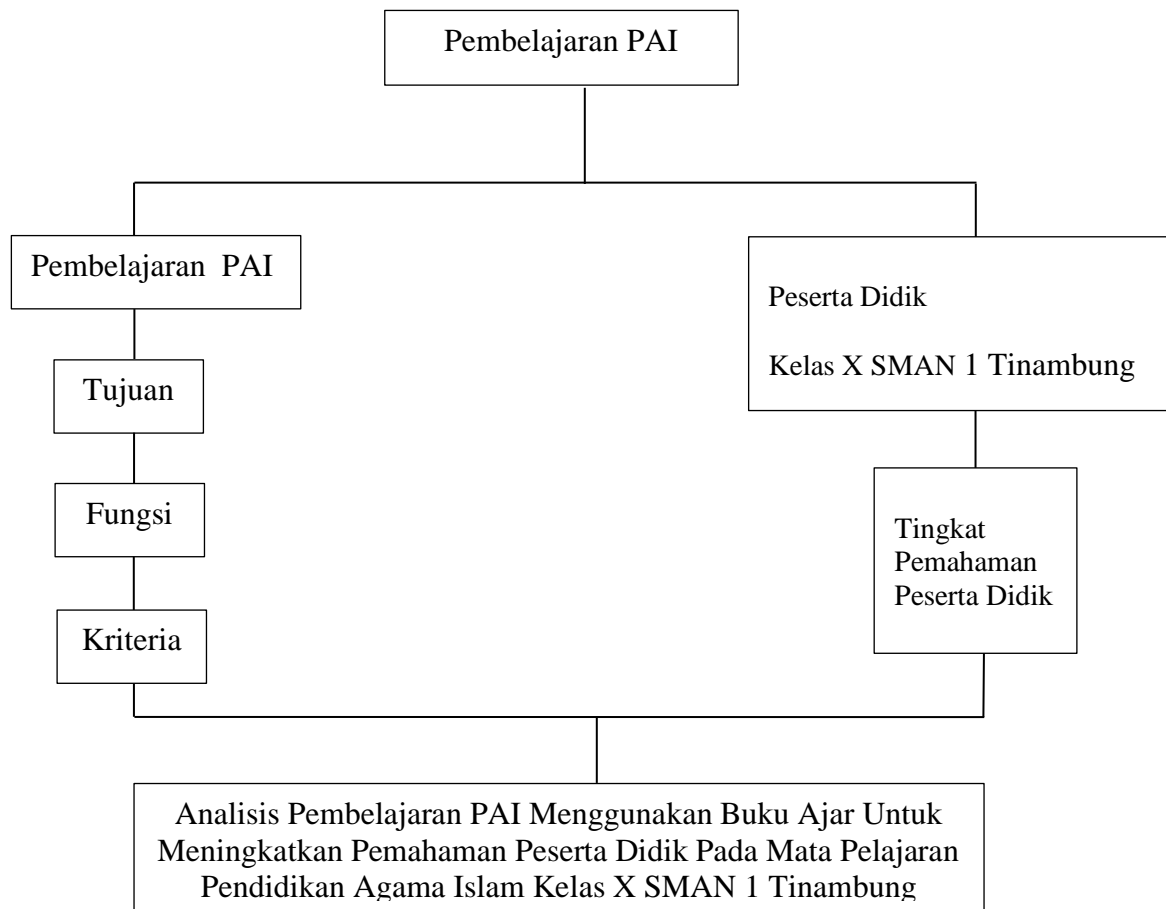 Pembelajaran PAI
Pembelajaran PAI
Tujuan
Fungsi
Kriteria
Peserta Didik
Kelas X SMAN 1 Tinambung
Tingkat
Pemahaman
Peserta Didik
Analisis Pembelajaran PAI Menggunakan Buku Ajar Untuk
Meningkatkan Pemahaman Peserta Didik Pada Mata Pelajaran
Pendidikan Agama Islam Kelas X SMAN 1 Tinambung